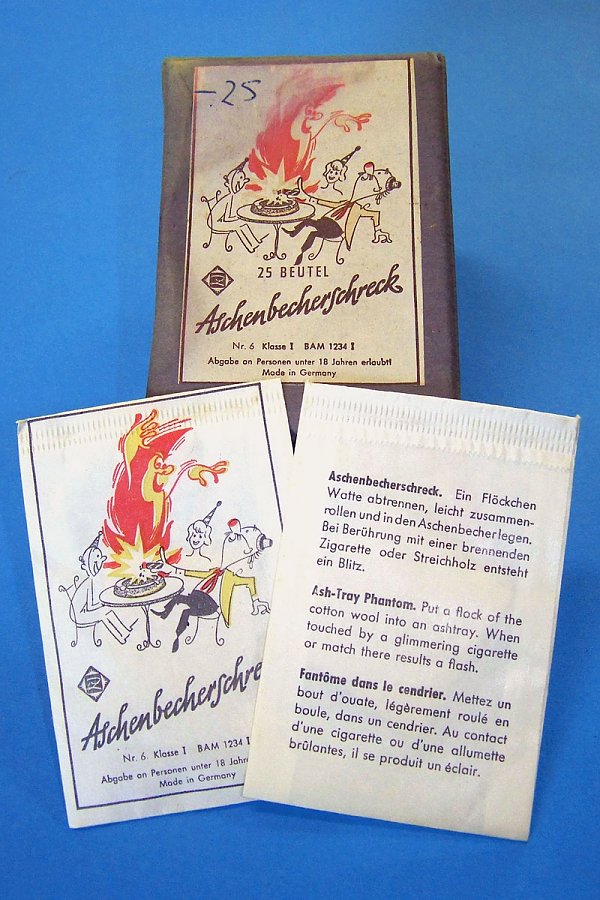 -.25
25 BEUTEL
Aschenbecherschreck
Nr. 6 Klasse I BAM 1234 I
Abgabe an Personen unter 18 Jahren erlaubt!
Made in Germany
Aschenbecherschre
Nr. 6 Klasse I BAM 1234 I
Abgabe an Personen unter 18 Jahr
Made in Germany
Aschenbecherschreck. Ein Flöckchen
Watte abtrennen, leicht zusammen-
rollen und in den Aschenbecher legen.
Bei Berührung mit einer brennenden
Zigarette oder Streichholz entsteht
ein Blitz.
Ash-Tray Phantom. Put a flock of the
cotton wool into an ashtray. When
touched by a glimmering cigarette
or match there results a flash.
Fantôme dans le cendrier. Mettez un
bout d'ouate, légèrement roulé en
boule, dans un cendrier. Au contact
d'une cigarette ou d'une allumette
brûlantes, il se produit un éclair.